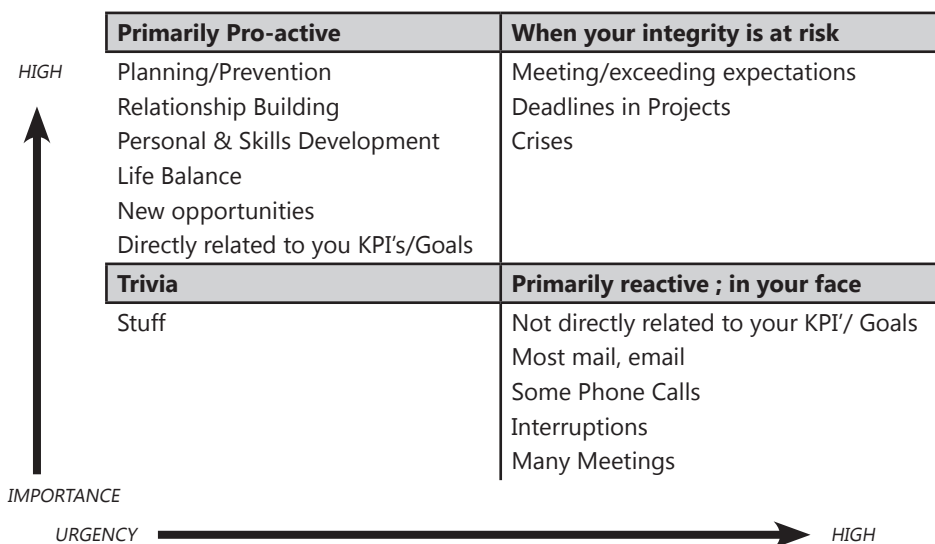 Primarily Pro-active
When your integrity is at risk
HIGH
Planning/Prevention
Meeting/exceeding expectations
Relationship Building
Deadlines in Projects
Personal & Skills Development
Crises
Life Balance
New opportunities
Directly related to you KPI's/Goals
Trivia
Primarily reactive ; in your face
Stuff
Not directly related to your KPI'/ Goals
Most mail, email
Some Phone Calls
Interruptions
Many Meetings
IMPORTANCE
URGENCY
HIGH